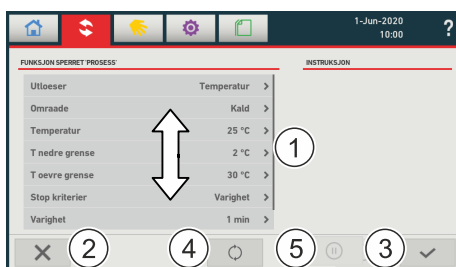 1-Jun-2020
10:00
?
FUNKSJON SPERRET 'PROSESS'
INSTRUKSJON
Utloeser Temperatur >
Omraade Kald >
Temperatur 25 °C >
T nedre grense 2 °C >
T oevre grense 30 °C >
Stop kriterier Varighet >
Varighet 1 min >
1
2
4
5
3